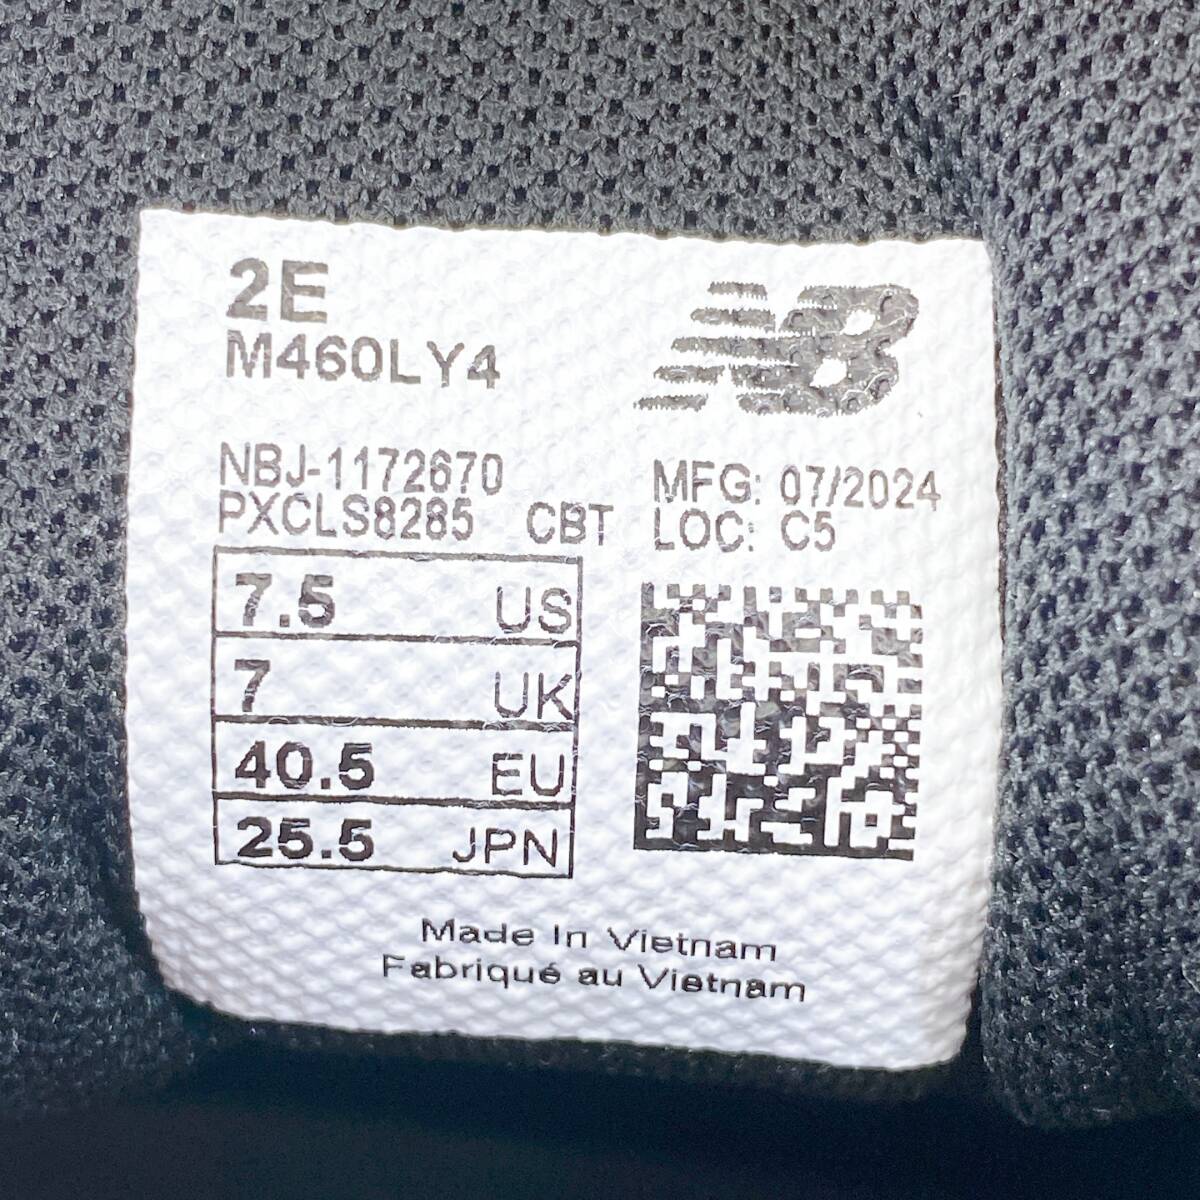 2E
M460LY4
NB
NBJ-1172670
PXCLS8285 CBT
MFG: 07/2024
LOC: C5
7.5 US
7 UK
40.5 EU
25.5 JPN
Made In Vietnam
Fabriqué au Vietnam